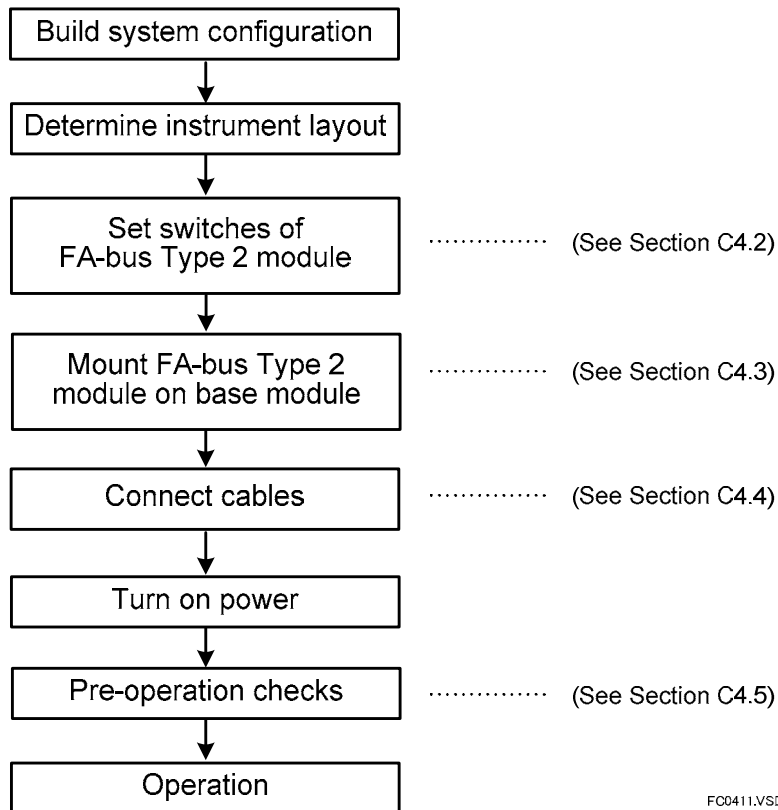 Build system configuration
Determine instrument layout
Set switches of
FA-bus Type 2 module
(See Section C4.2)
Mount FA-bus Type 2
module on base module
(See Section C4.3)
Connect cables
(See Section C4.4)
Turn on power
Pre-operation checks
(See Section C4.5)
Operation
FC0411.VSD